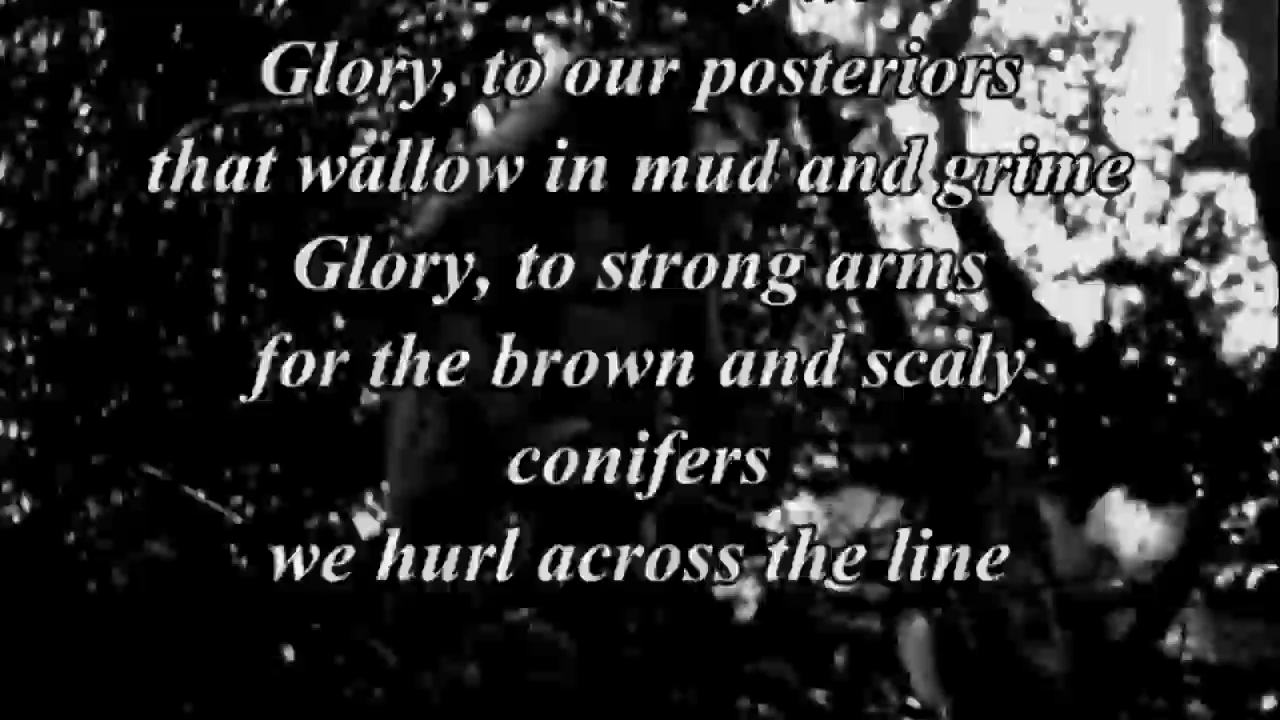 Glory, to our posteriors
that wallow in mud and grime
Glory, to strong arms
for the brown and scaly
conifers
we hurl across the line